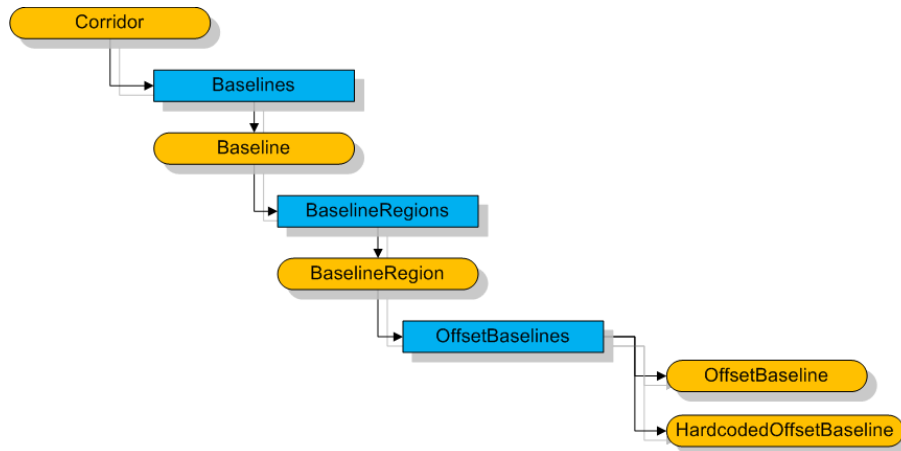 Corridor
Baselines
Baseline
BaselineRegions
BaselineRegion
OffsetBaselines
OffsetBaseline
HardcodedOffsetBaseline